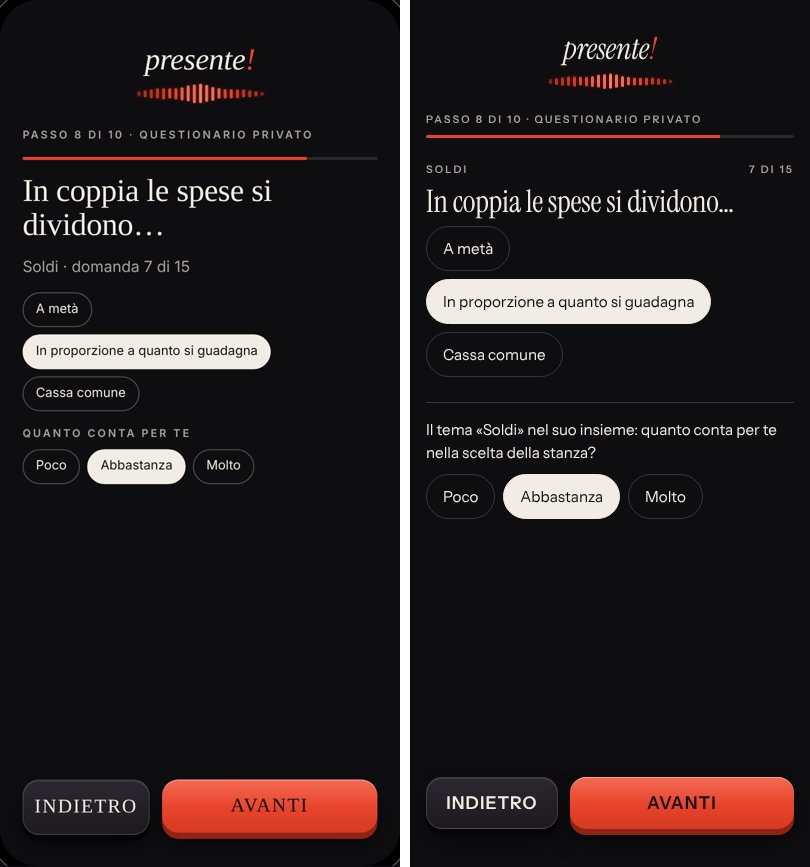 presente!
PASSO 8 DI 10 · QUESTIONARIO PRIVATO
In coppia le spese si
dividono…
Soldi · domanda 7 di 15
A metà
In proporzione a quanto si guadagna
Cassa comune
QUANTO CONTA PER TE
Poco Abbastanza Molto
INDIETRO AVANTI
presente!
PASSO 8 DI 10 · QUESTIONARIO PRIVATO
SOLDI 7 DI 15
In coppia le spese si dividono…
A metà
In proporzione a quanto si guadagna
Cassa comune
Il tema «Soldi» nel suo insieme: quanto conta per te
nella scelta della stanza?
Poco Abbastanza Molto
INDIETRO AVANTI